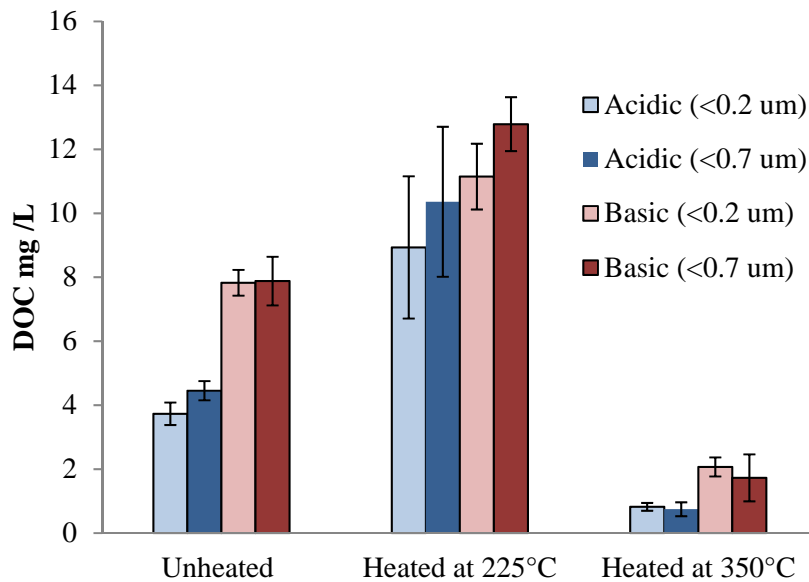 DOC mg /L
16
14
12
10
8
6
4
2
0
Acidic (<0.2 um)
Acidic (<0.7 um)
Basic (<0.2 um)
Basic (<0.7 um)
Unheated
Heated at 225°C
Heated at 350°C